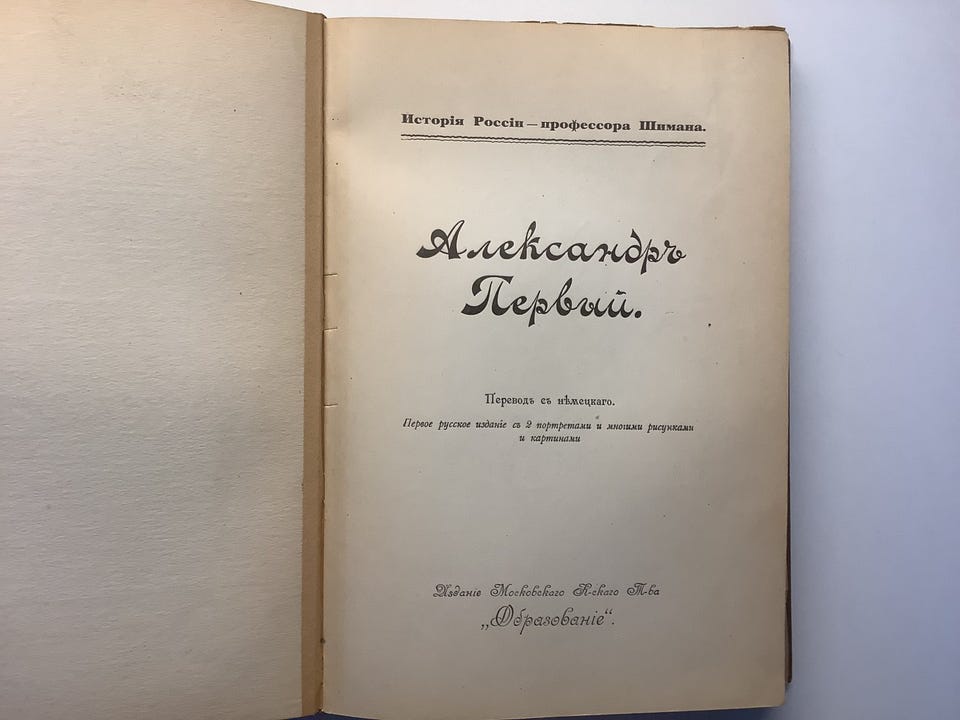 Исторія Россіи — профессора Шимана.
Александръ
Первый.
Переводъ съ нѣмецкаго.
Первое русское изданіе съ 2 портретами и многими рисунками
и картинами
Изданіе Московскаго К-скаго Т-ва
„Образованіе“.